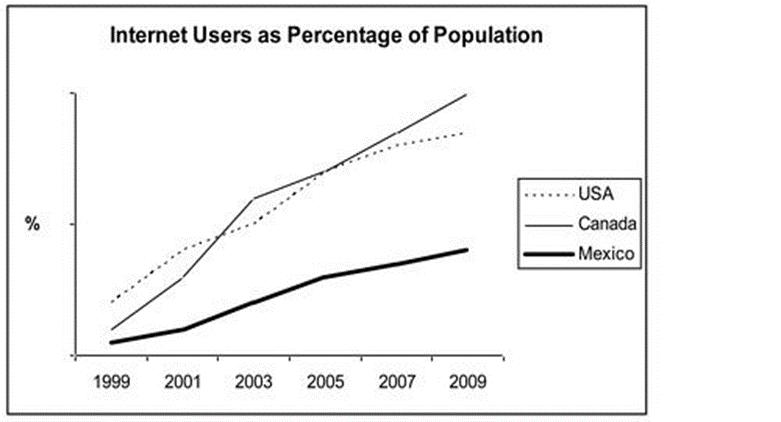 Internet Users as Percentage of Population
%
USA
Canada
Mexico
1999 2001 2003 2005 2007 2009